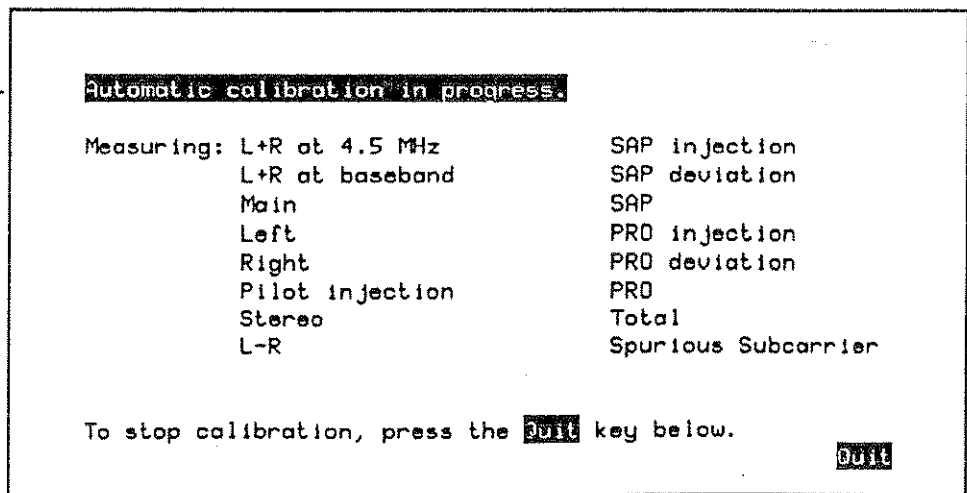 Automatic calibration in progress.
Measuring: L+R at 4.5 MHz SAP injection
L+R at baseband SAP deviation
Main SAP
Left PRO injection
Right PRO deviation
Pilot injection PRO
Stereo Total
L-R Spurious Subcarrier
To stop calibration, press the Quit key below.
Quit